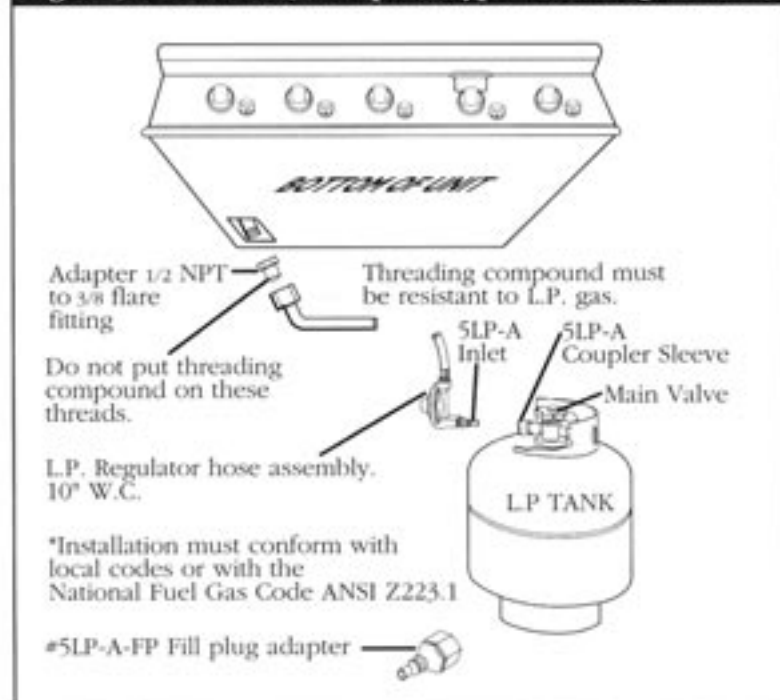 BOTTOM OF UNIT
Adapter 1/2 NPT
to 3/8 flare
fitting
Threading compound must
be resistant to L.P. gas.
Do not put threading
compound on these
threads.
5LP-A
Inlet
5LP-A
Coupler Sleeve
Main Valve
L.P. Regulator hose assembly.
10" W.C.
L.P TANK
*Installation must conform with
local codes or with the
National Fuel Gas Code ANSI Z223.1
#5LP-A-FP Fill plug adapter